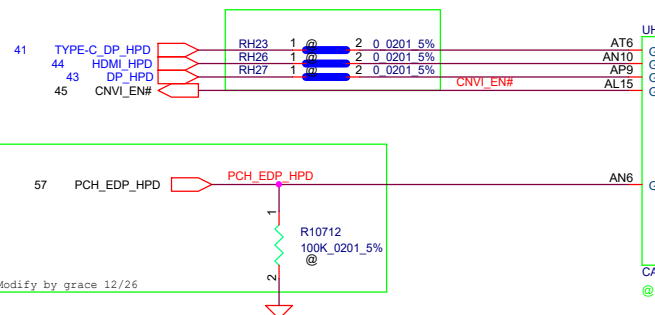 UH
41 TYPE-C_DP_HPD RH23 1 @ 2 0_0201_5% AT6 G
44 HDMI_HPD RH26 1 @ 2 0_0201_5% AN10 G
43 DP_HPD RH27 1 @ 2 0_0201_5% AP9 G
45 CNVI_EN# CNVI_EN# AL15 G
57 PCH_EDP_HPD PCH_EDP_HPD AN6 G
1
R10712
100K_0201_5%
@
2
CA
@
Modify by grace 12/26